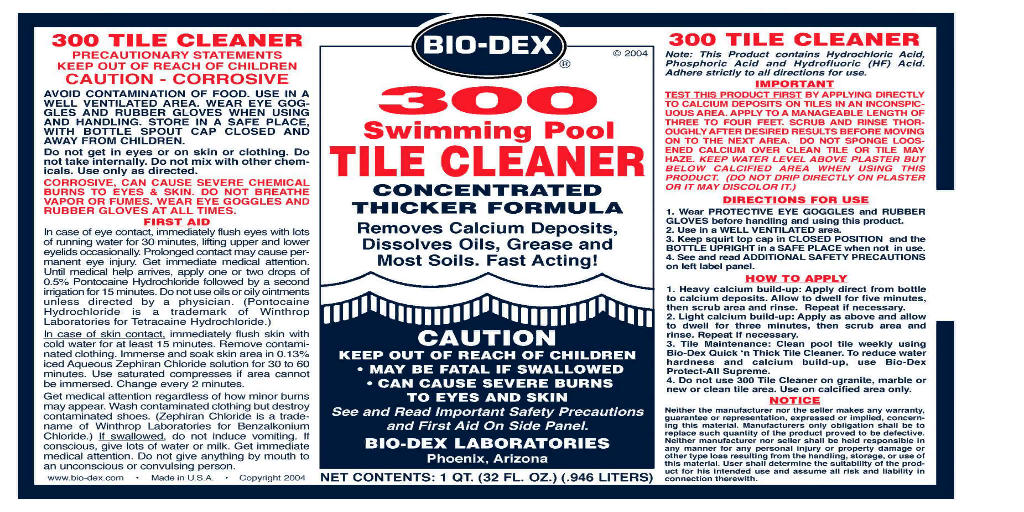 300 TILE CLEANER
PRECAUTIONARY STATEMENTS
KEEP OUT OF REACH OF CHILDREN
CAUTION - CORROSIVE
AVOID CONTAMINATION OF FOOD. USE IN A
WELL VENTILATED AREA. WEAR EYE GOG-
GLES AND RUBBER GLOVES WHEN USING
AND HANDLING. STORE IN A SAFE PLACE,
WITH BOTTLE SPOUT CAP CLOSED AND
AWAY FROM CHILDREN.
Do not get in eyes or on skin or clothing. Do
not take internally. Do not mix with other chem-
icals. Use only as directed.
CORROSIVE, CAN CAUSE SEVERE CHEMICAL
BURNS TO EYES & SKIN. DO NOT BREATHE
VAPOR OR FUMES. WEAR EYE GOGGLES AND
RUBBER GLOVES AT ALL TIMES.
FIRST AID
In case of eye contact, immediately flush eyes with lots
of running water for 30 minutes, lifting upper and lower
eyelids occasionally. Prolonged contact may cause per-
manent eye injury. Get immediate medical attention.
Until medical help arrives, apply one or two drops of
0.5% Pontocaine Hydrochloride followed by a second
irrigation for 15 minutes. Do not use oils or oily ointments
unless directed by a physician. (Pontocaine
Hydrochloride is a trademark of Winthrop
Laboratories for Tetracaine Hydrochloride.)
In case of skin contact, immediately flush skin with
cold water for at least 15 minutes. Remove contami-
nated clothing. Immerse and soak skin area in 0.13%
iced Aqueous Zephiran Chloride solution for 30 to 60
minutes. Use saturated compresses if area cannot
be immersed. Change every 2 minutes.
Get medical attention regardless of how minor burns
may appear. Wash contaminated clothing but destroy
contaminated shoes. (Zephiran Chloride is a trade-
name of Winthrop Laboratories for Benzalkonium
Chloride.) If swallowed, do not induce vomiting. If
conscious, give lots of water or milk. Get immediate
medical attention. Do not give anything by mouth to
an unconscious or convulsing person.
www.bio-dex.com • Made in U.S.A. • Copyright 2004
BIO-DEX
®
© 2004
300
Swimming Pool
TILE CLEANER
CONCENTRATED
THICKER FORMULA
Removes Calcium Deposits,
Dissolves Oils, Grease and
Most Soils. Fast Acting!
CAUTION
KEEP OUT OF REACH OF CHILDREN
• MAY BE FATAL IF SWALLOWED
• CAN CAUSE SEVERE BURNS
TO EYES AND SKIN
See and Read Important Safety Precautions
and First Aid On Side Panel.
BIO-DEX LABORATORIES
Phoenix, Arizona
NET CONTENTS: 1 QT. (32 FL. OZ.) (.946 LITERS)
300 TILE CLEANER
Note: This Product contains Hydrochloric Acid,
Phosphoric Acid and Hydrofluoric (HF) Acid.
Adhere strictly to all directions for use.
IMPORTANT
TEST THIS PRODUCT FIRST BY APPLYING DIRECTLY
TO CALCIUM DEPOSITS ON TILES IN AN INCONSPIC-
UOUS AREA. APPLY TO A MANAGEABLE LENGTH OF
THREE TO FOUR FEET. SCRUB AND RINSE THOR-
OUGHLY AFTER DESIRED RESULTS BEFORE MOVING
ON TO THE NEXT AREA. DO NOT SPONGE LOOS-
ENED CALCIUM OVER CLEAN TILE OR TILE MAY
HAZE. KEEP WATER LEVEL ABOVE PLASTER BUT
BELOW CALCIFIED AREA WHEN USING THIS
PRODUCT. (DO NOT DRIP DIRECTLY ON PLASTER
OR IT MAY DISCOLOR IT.)
DIRECTIONS FOR USE
1. Wear PROTECTIVE EYE GOGGLES and RUBBER
GLOVES before handling and using this product.
2. Use in a WELL VENTILATED area.
3. Keep squirt top cap in CLOSED POSITION and the
BOTTLE UPRIGHT in a SAFE PLACE when not in use.
4. See and read ADDITIONAL SAFETY PRECAUTIONS
on left label panel.
HOW TO APPLY
1. Heavy calcium build-up: Apply direct from bottle
to calcium deposits. Allow to dwell for five minutes,
then scrub area and rinse. Repeat if necessary.
2. Light calcium build-up: Apply as above and allow
to dwell for three minutes, then scrub area and
rinse. Repeat if necessary.
3. Tile Maintenance: Clean pool tile weekly using
Bio-Dex Quick 'n Thick Tile Cleaner. To reduce water
hardness and calcium build-up, use Bio-Dex
Protect-All Supreme.
4. Do not use 300 Tile Cleaner on granite, marble or
new or clean tile area. Use on calcified area only.
NOTICE
Neither the manufacturer nor the seller makes any warranty,
guarantee or representation, expressed or implied, concern-
ing this material. Manufacturers only obligation shall be to
replace such quantity of the product proved to be defective.
Neither manufacturer nor seller shall be held responsible in
any manner for any personal injury or property damage or
other type loss resulting from the handling, storage, or use of
this material. User shall determine the suitability of the prod-
uct for his intended use and assume all risk and liability in
connection therewith.